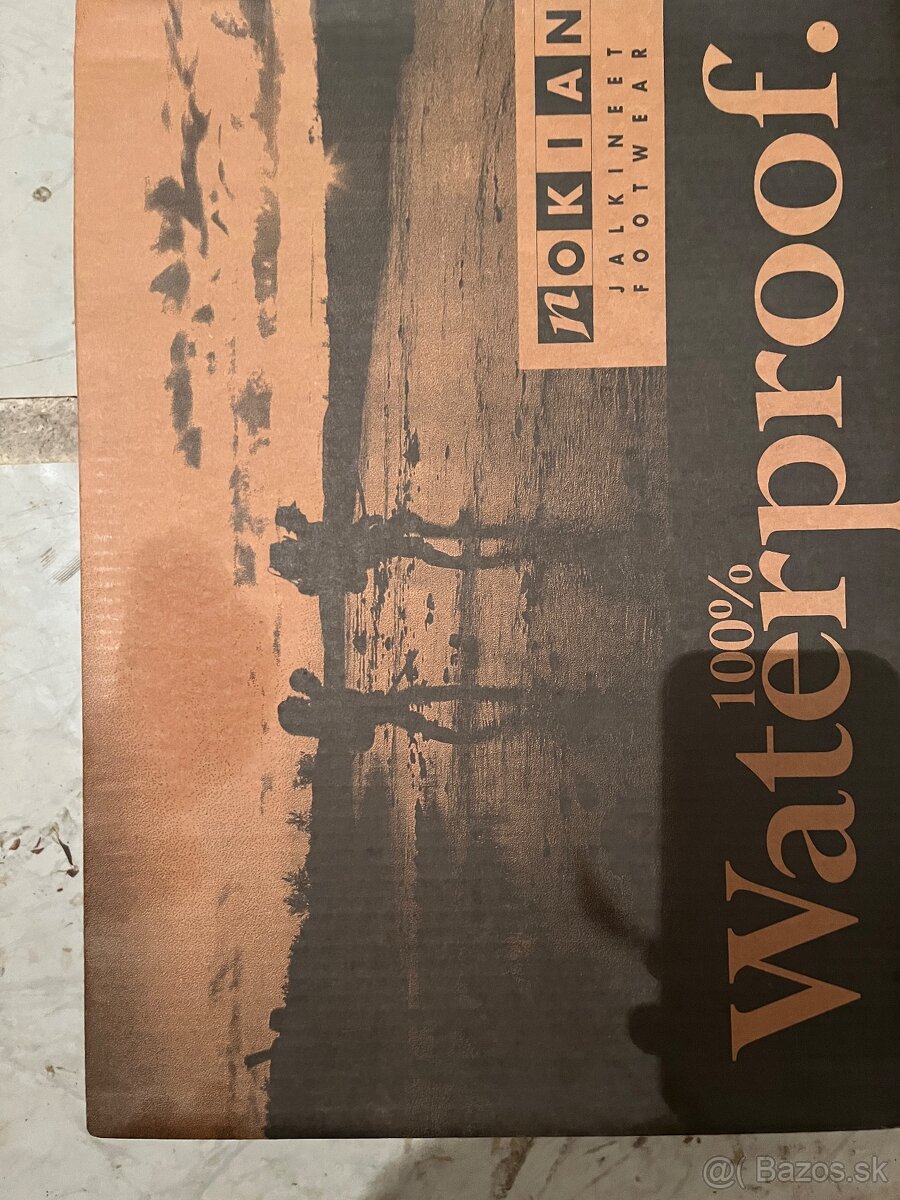 nOKIAN
JALKINEET
FOOTWEAR
100%
Waterproof.
@( Bazos.sk